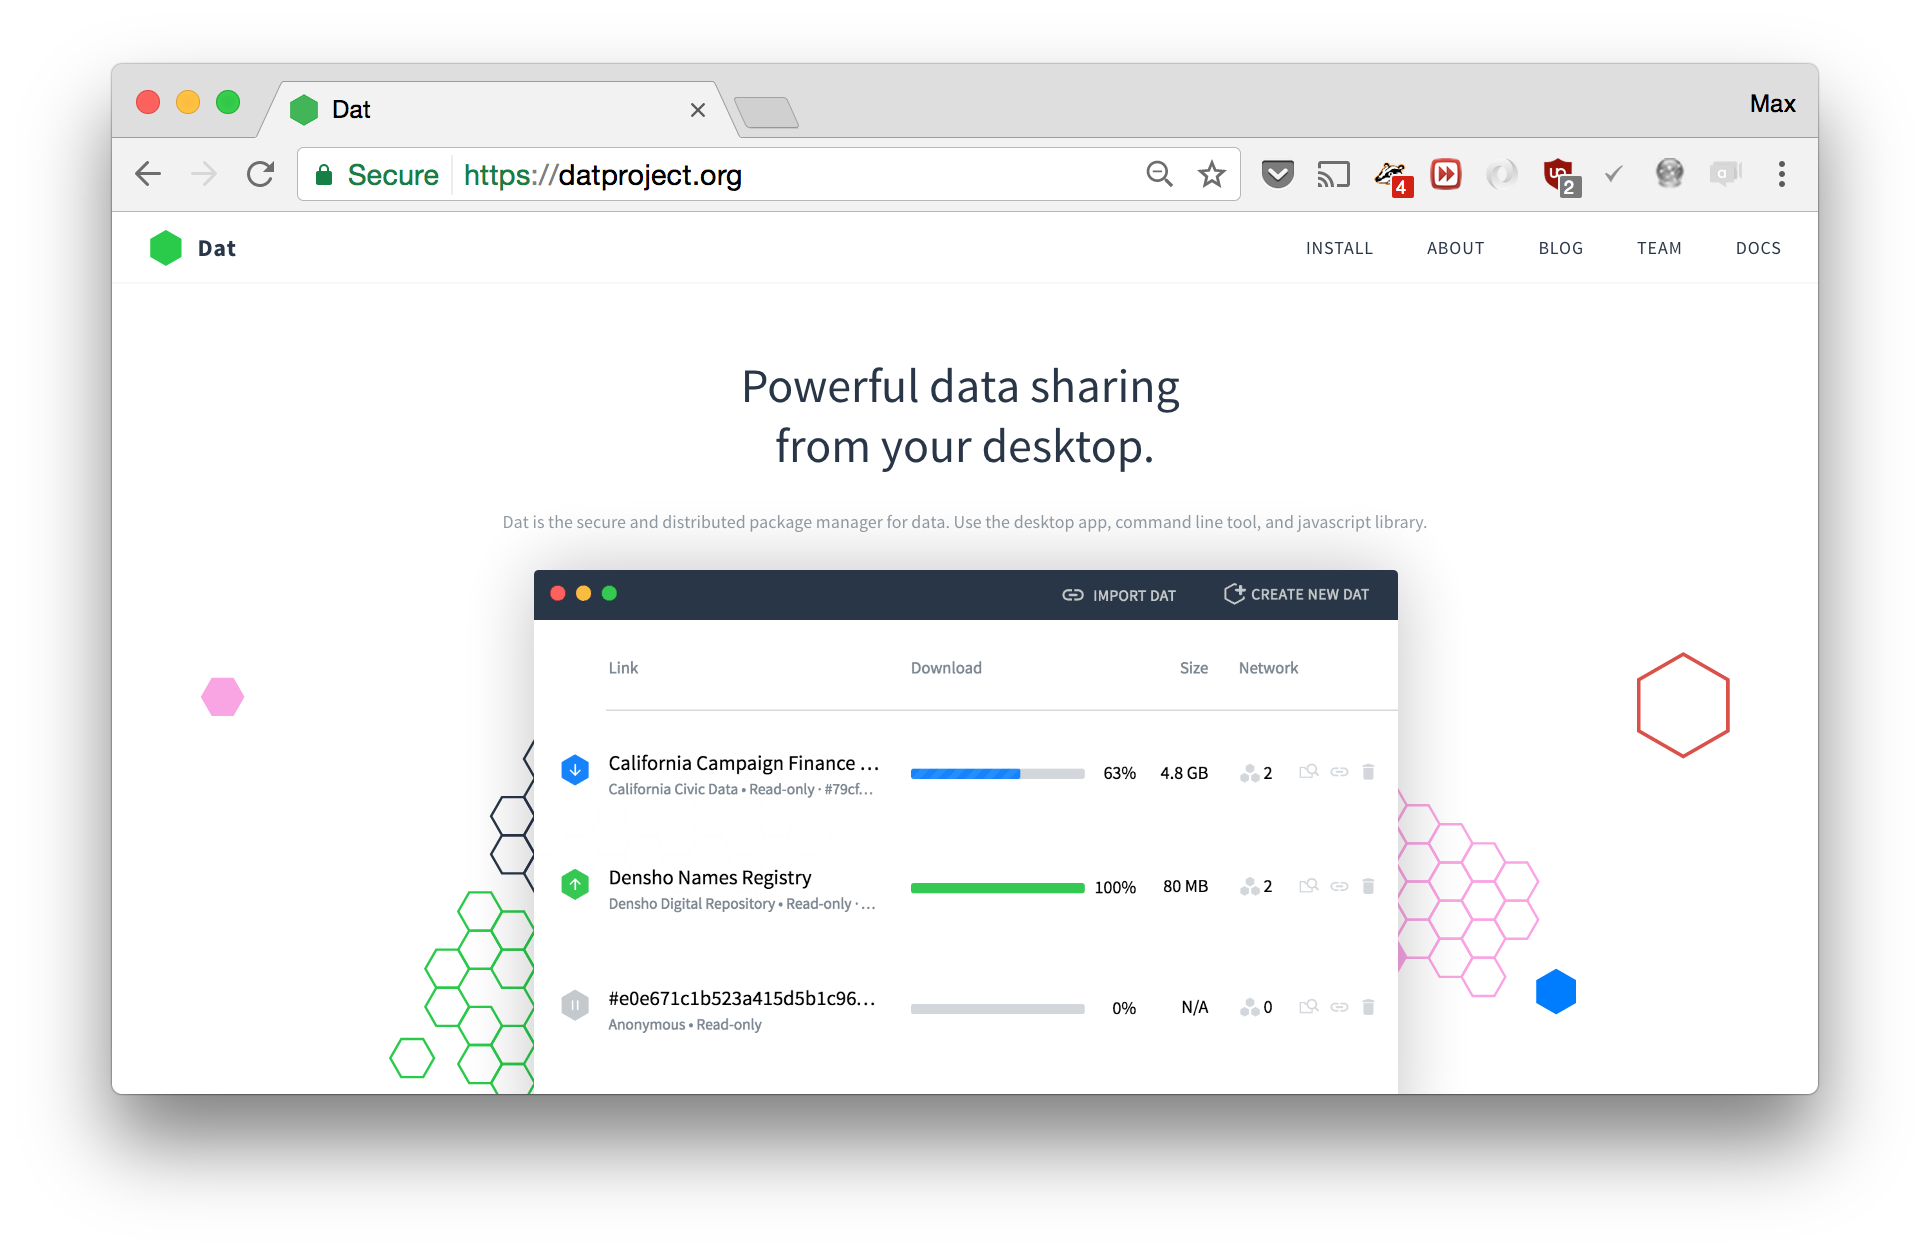 Dat
Max
Secure https://datproject.org
4
2
Dat
INSTALL ABOUT BLOG TEAM DOCS
Powerful data sharing
from your desktop.
Dat is the secure and distributed package manager for data. Use the desktop app, command line tool, and javascript library.
IMPORT DAT CREATE NEW DAT
Link Download Size Network
California Campaign Finance ...
63% 4.8 GB 2
California Civic Data • Read-only · #79cf...
Densho Names Registry
100% 80 MB 2
Densho Digital Repository • Read-only · ...
#e0e671c1b523a415d5b1c96...
0% N/A 0
Anonymous • Read-only